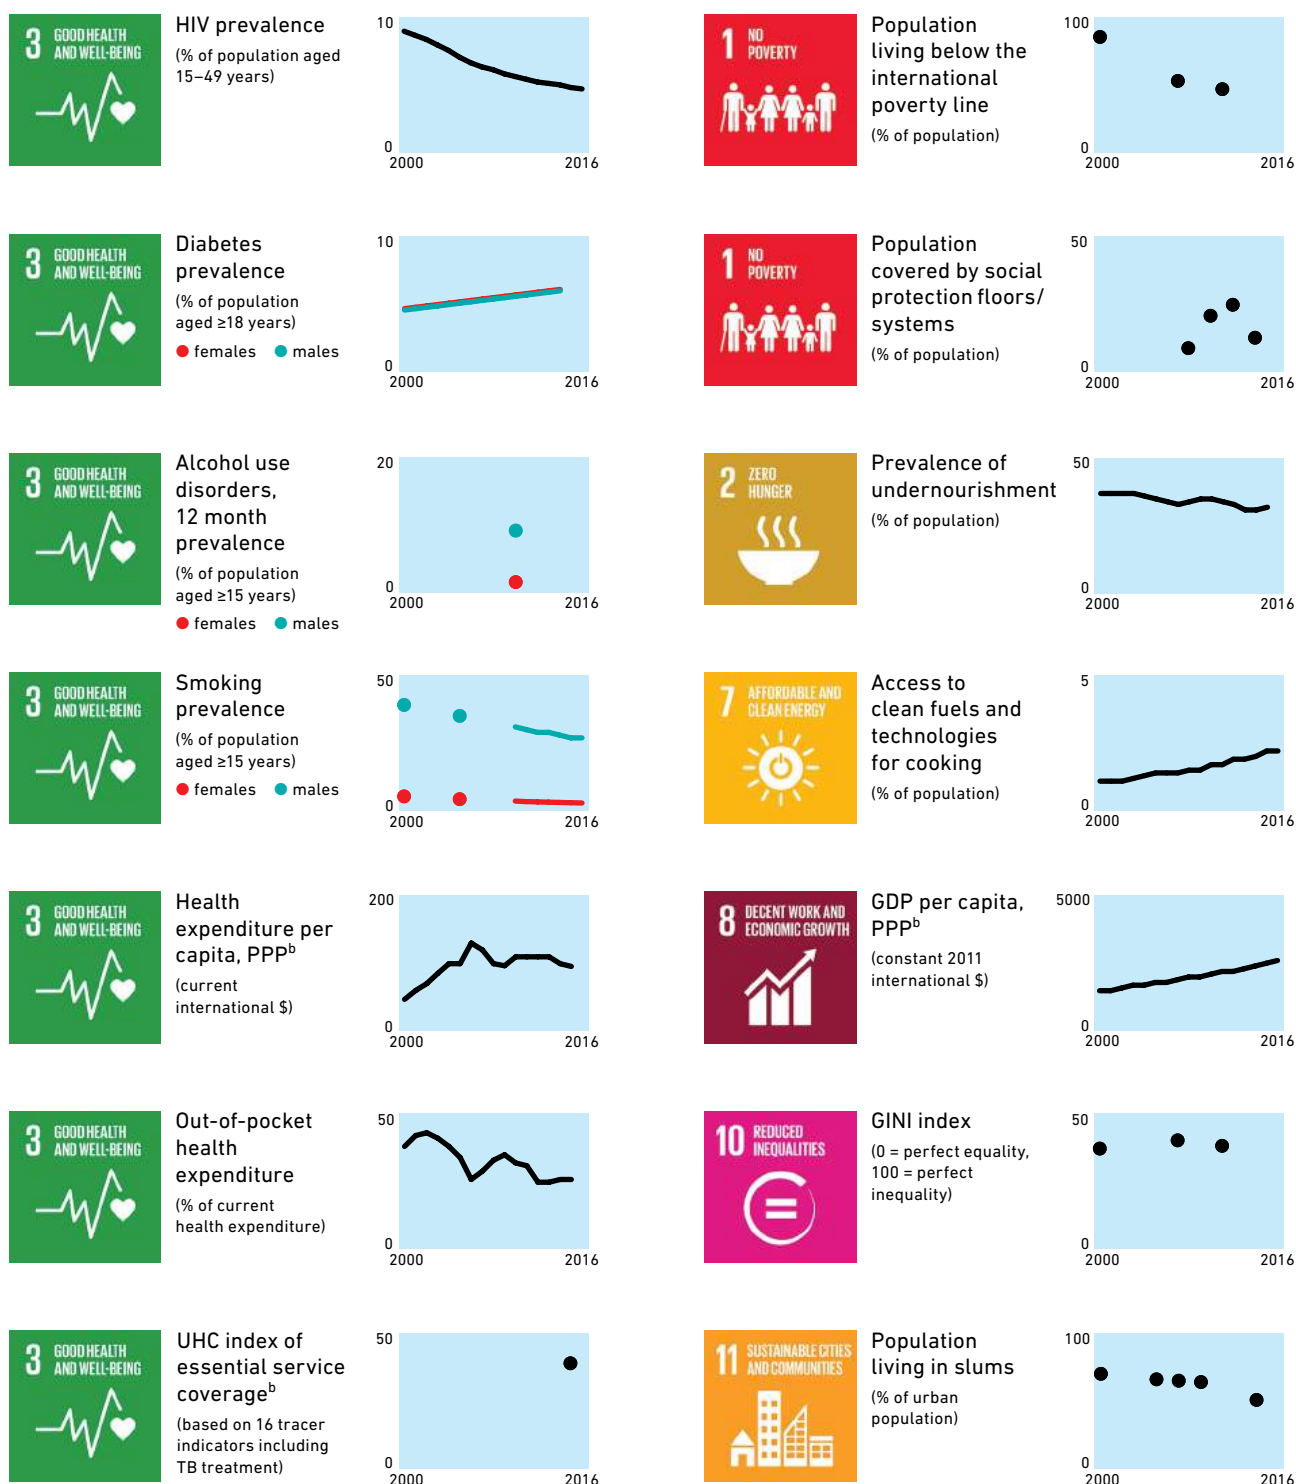 3 GOOD HEALTH
AND WELL-BEING
HIV prevalence
(% of population aged
15–49 years)
10
0
2000 2016
3 GOOD HEALTH
AND WELL-BEING
Diabetes
prevalence
(% of population
aged ≥18 years)
females males
10
0
2000 2016
3 GOOD HEALTH
AND WELL-BEING
Alcohol use
disorders,
12 month
prevalence
(% of population
aged ≥15 years)
females males
20
0
2000 2016
3 GOOD HEALTH
AND WELL-BEING
Smoking
prevalence
(% of population
aged ≥15 years)
females males
50
0
2000 2016
3 GOOD HEALTH
AND WELL-BEING
Health
expenditure per
capita, PPPᵇ
(current
international $)
200
0
2000 2016
3 GOOD HEALTH
AND WELL-BEING
Out-of-pocket
health
expenditure
(% of current
health expenditure)
50
0
2000 2016
3 GOOD HEALTH
AND WELL-BEING
UHC index of
essential service
coverageᵇ
(based on 16 tracer
indicators including
TB treatment)
50
0
2000 2016
1 NO
POVERTY
Population
living below the
international
poverty line
(% of population)
100
0
2000 2016
1 NO
POVERTY
Population
covered by social
protection floors/
systems
(% of population)
50
0
2000 2016
2 ZERO
HUNGER
Prevalence of
undernourishment
(% of population)
50
0
2000 2016
7 AFFORDABLE AND
CLEAN ENERGY
Access to
clean fuels and
technologies
for cooking
(% of population)
5
0
2000 2016
8 DECENT WORK AND
ECONOMIC GROWTH
GDP per capita,
PPPᵇ
(constant 2011
international $)
5000
0
2000 2016
10 REDUCED
INEQUALITIES
GINI index
(0 = perfect equality,
100 = perfect
inequality)
50
0
2000 2016
11 SUSTAINABLE CITIES
AND COMMUNITIES
Population
living in slums
(% of urban
population)
100
0
2000 2016